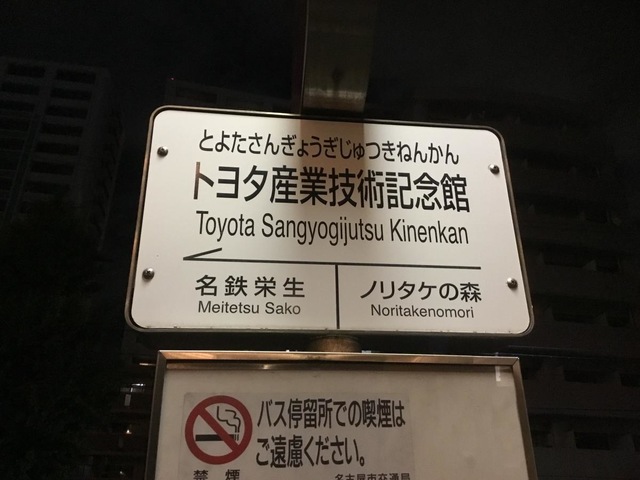 とよたさんぎょうぎじゅつきねんかん
トヨタ産業技術記念館
Toyota Sangyogijutsu Kinenkan
名鉄栄生 ノリタケの森
Meitetsu Sako Noritakenomori
バス停留所での喫煙は
ご遠慮ください。
禁煙 名古屋市交通局